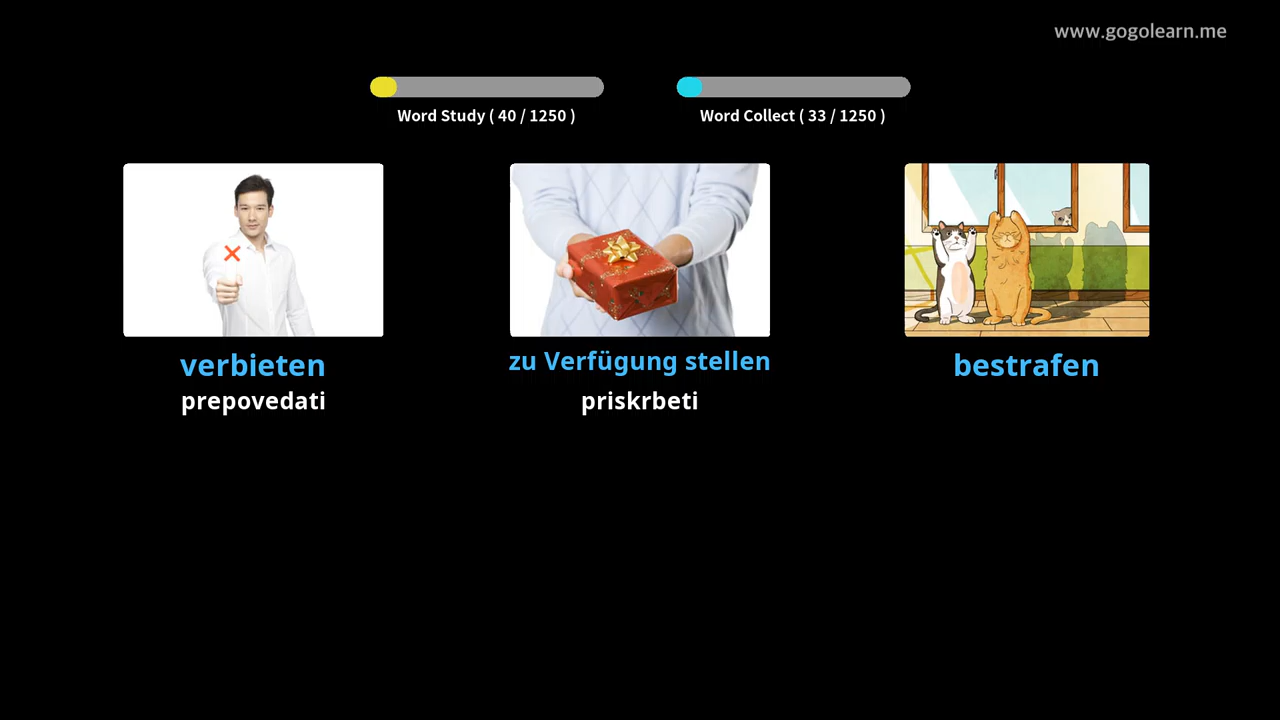 www.gogolearn.me
Word Study ( 40 / 1250 )
Word Collect ( 33 / 1250 )
verbieten
prepovedati
zu Verfügung stellen
priskrbeti
bestrafen